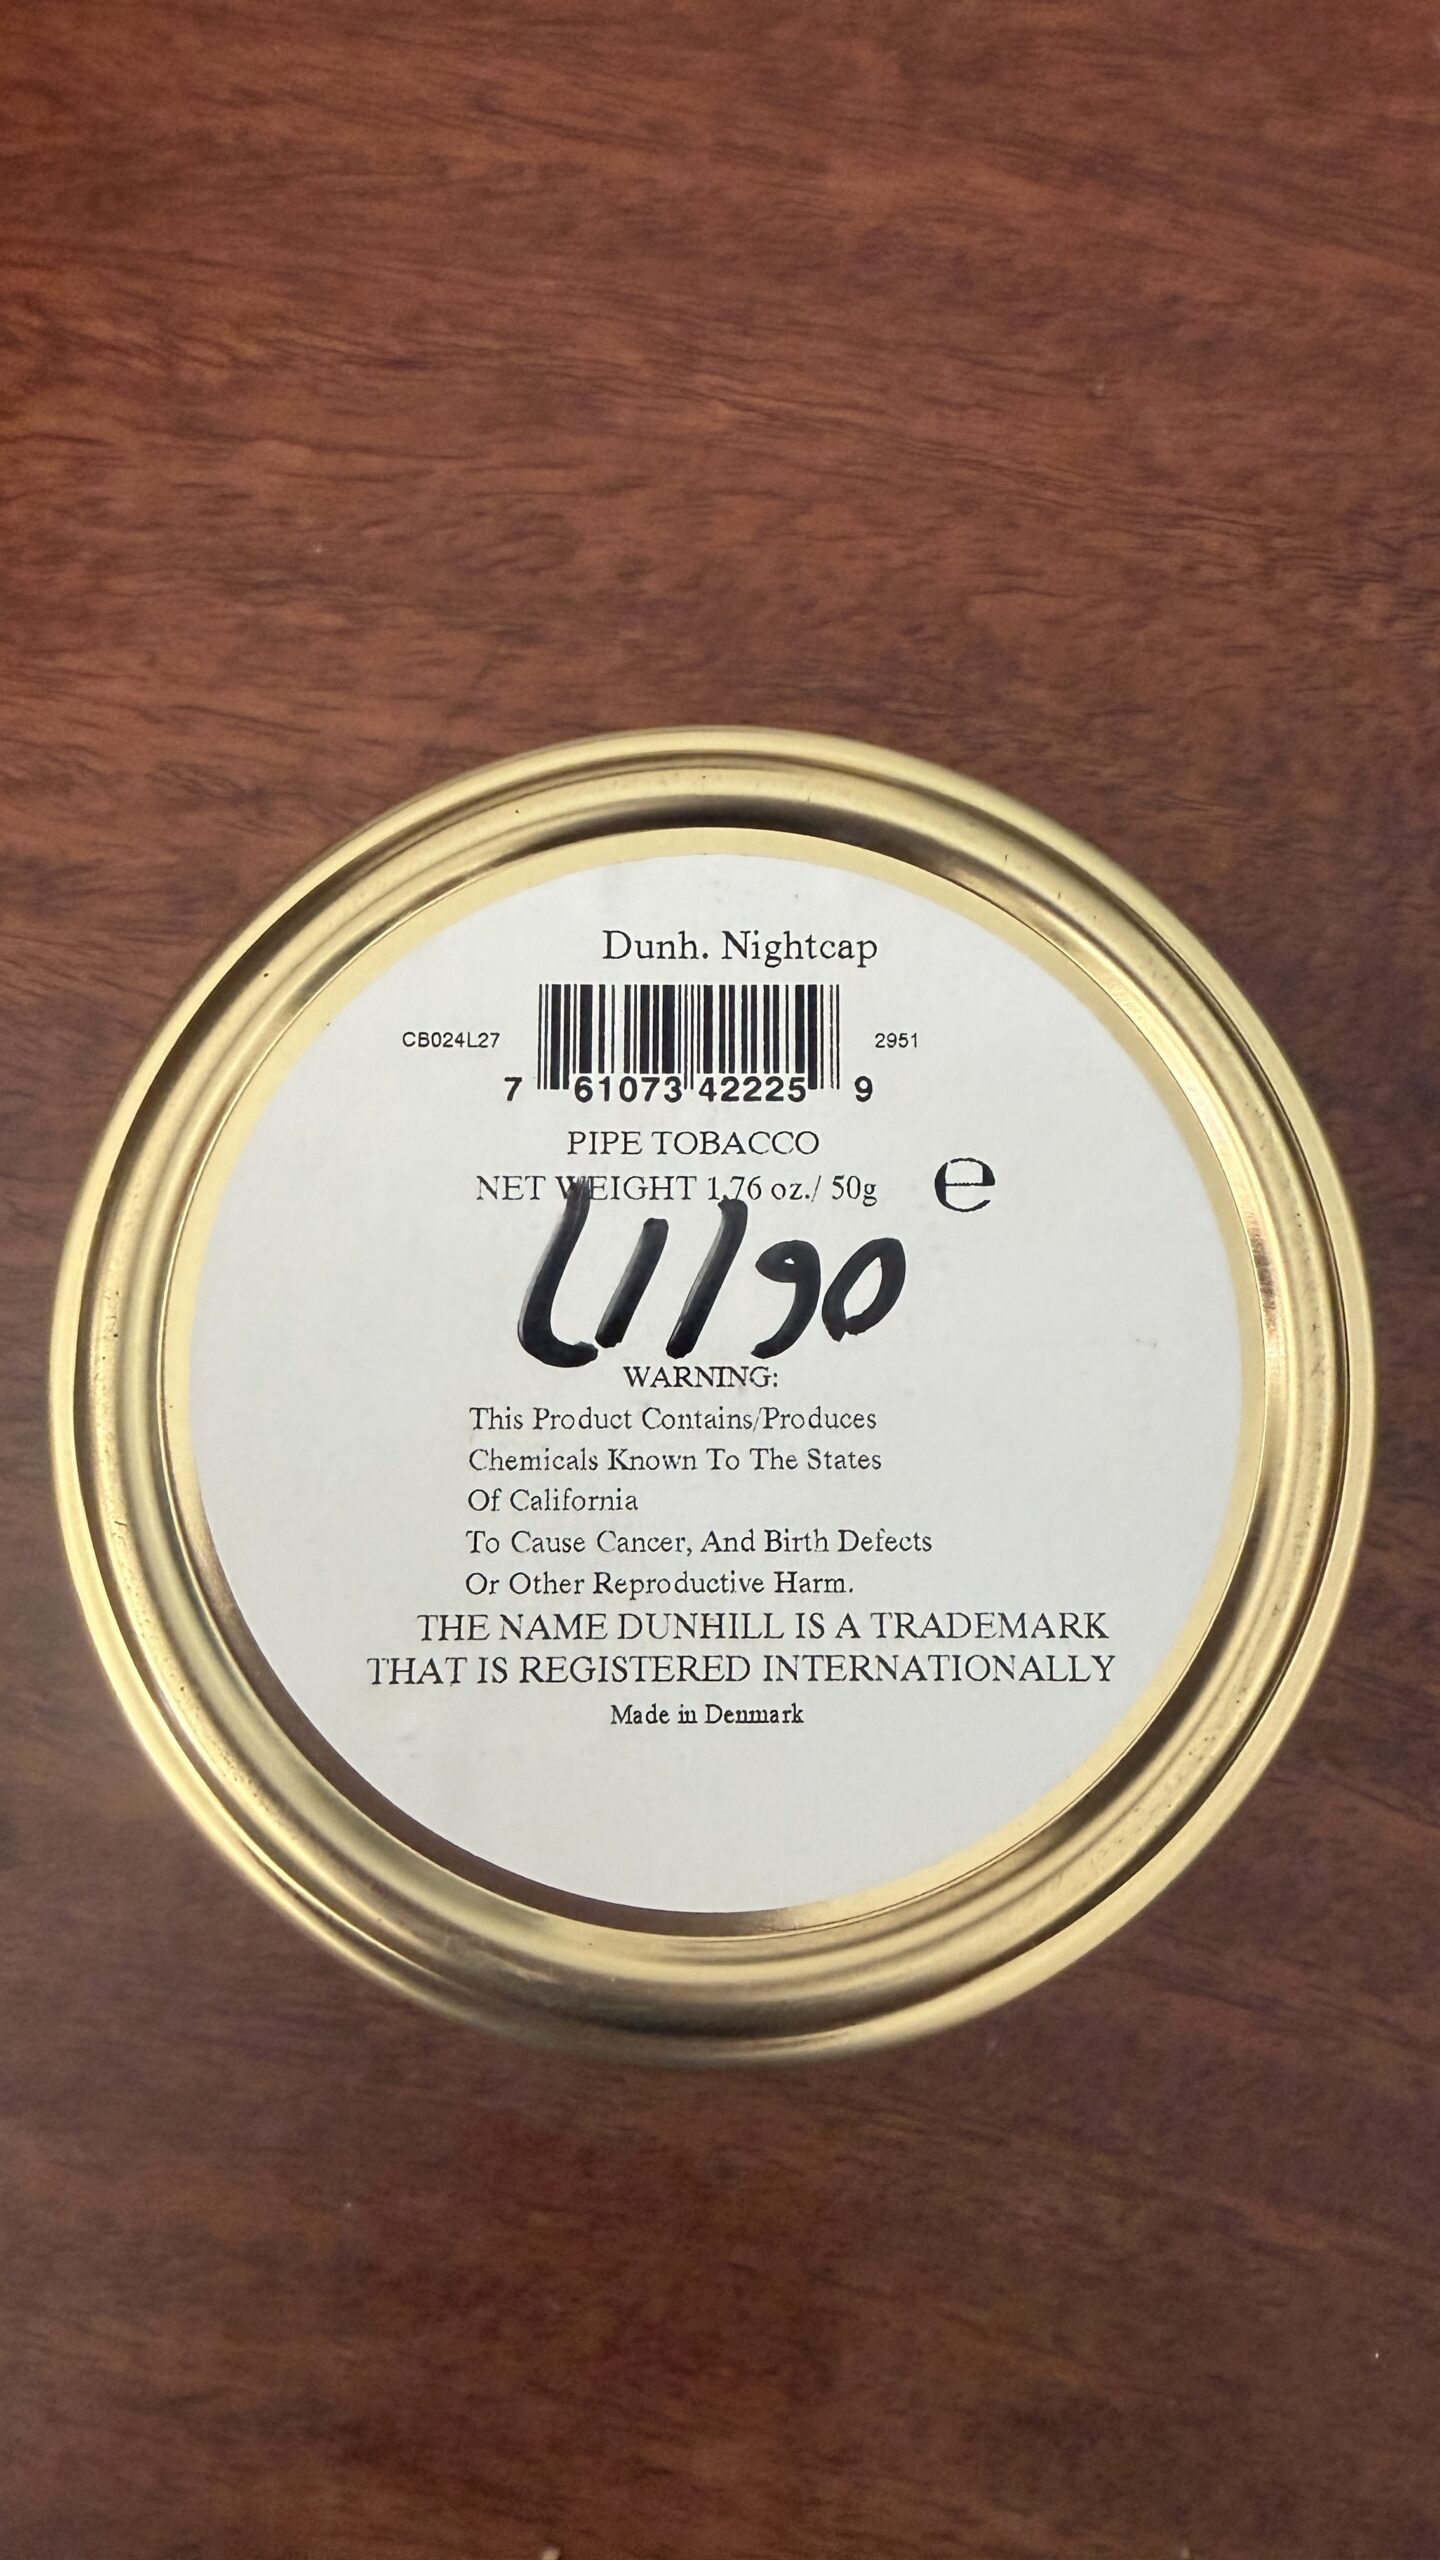 Dunh. Nightcap
CB024L27
2951
7 61073 42225 9
PIPE TOBACCO
NET WEIGHT 1.76 oz./ 50g e
06/17
WARNING:
This Product Contains/Produces
Chemicals Known To The States
Of California
To Cause Cancer, And Birth Defects
Or Other Reproductive Harm.
THE NAME DUNHILL IS A TRADEMARK
THAT IS REGISTERED INTERNATIONALLY
Made in Denmark